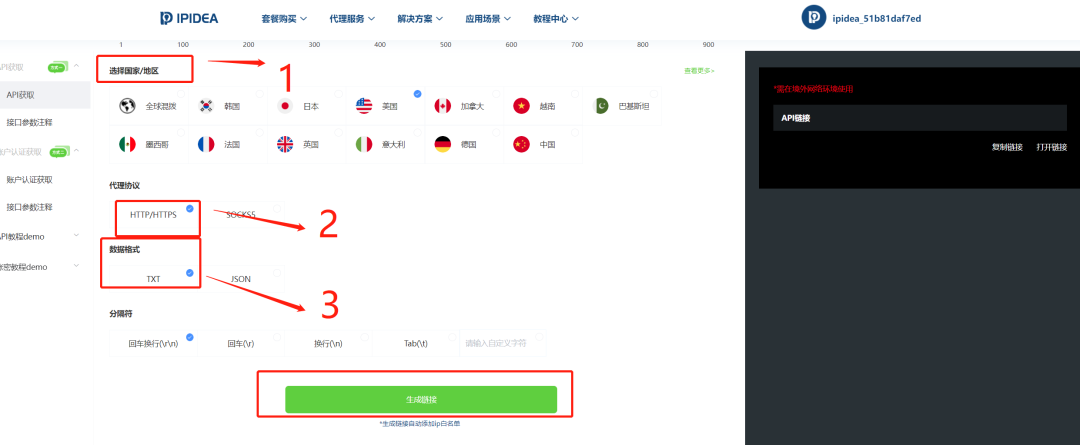 IPIDEA
套餐购买
代理服务
解决方案
应用场景
教程中心
ipidea_51b81daf7ed
1 100 200 300 400 500 600 700 800 900
API获取
API获取
接口参数注释
账户认证获取
账户认证获取
接口参数注释
API教程demo
账密教程demo
选择国家/地区
1
查看更多>
全球混拨
韩国
日本
美国
加拿大
越南
巴基斯坦
墨西哥
法国
英国
意大利
德国
中国
代理协议
HTTP/HTTPS
SOCKS5
2
数据格式
TXT
JSON
3
分隔符
回车换行(\r\n)
回车(\r)
换行(\n)
Tab(\t)
请输入自定义字符
生成链接
*生成链接自动添加ip白名单
*需在境外网络环境使用
API链接
复制链接
打开链接